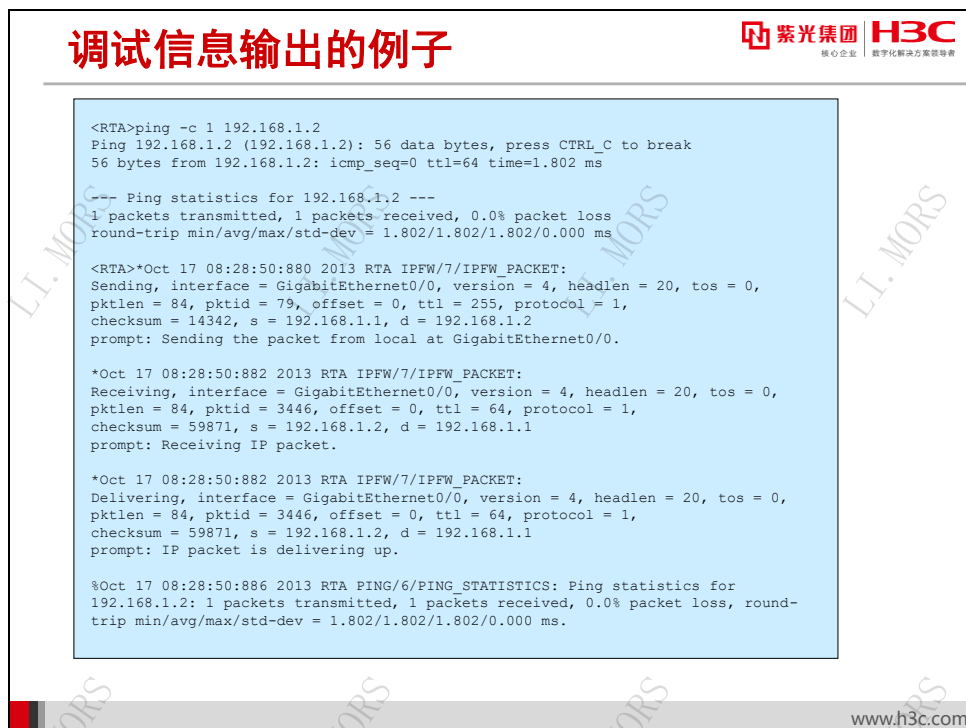 调试信息输出的例子
紫光集团 H3C
核心企业 数字化解决方案领导者
<RTA>ping -c 1 192.168.1.2
Ping 192.168.1.2 (192.168.1.2): 56 data bytes, press CTRL_C to break
56 bytes from 192.168.1.2: icmp_seq=0 ttl=64 time=1.802 ms
--- Ping statistics for 192.168.1.2 ---
1 packets transmitted, 1 packets received, 0.0% packet loss
round-trip min/avg/max/std-dev = 1.802/1.802/1.802/0.000 ms
<RTA>*Oct 17 08:28:50:880 2013 RTA IPFW/7/IPFW_PACKET:
Sending, interface = GigabitEthernet0/0, version = 4, headlen = 20, tos = 0,
pktlen = 84, pktid = 79, offset = 0, ttl = 255, protocol = 1,
checksum = 14342, s = 192.168.1.1, d = 192.168.1.2
prompt: Sending the packet from local at GigabitEthernet0/0.
*Oct 17 08:28:50:882 2013 RTA IPFW/7/IPFW_PACKET:
Receiving, interface = GigabitEthernet0/0, version = 4, headlen = 20, tos = 0,
pktlen = 84, pktid = 3446, offset = 0, ttl = 64, protocol = 1,
checksum = 59871, s = 192.168.1.2, d = 192.168.1.1
prompt: Receiving IP packet.
*Oct 17 08:28:50:882 2013 RTA IPFW/7/IPFW_PACKET:
Delivering, interface = GigabitEthernet0/0, version = 4, headlen = 20, tos = 0,
pktlen = 84, pktid = 3446, offset = 0, ttl = 64, protocol = 1,
checksum = 59871, s = 192.168.1.2, d = 192.168.1.1
prompt: IP packet is delivering up.
%Oct 17 08:28:50:886 2013 RTA PING/6/PING_STATISTICS: Ping statistics for
192.168.1.2: 1 packets transmitted, 1 packets received, 0.0% packet loss, round-
trip min/avg/max/std-dev = 1.802/1.802/1.802/0.000 ms.
LI. MORS
LI. MORS
LI. MORS
MORS
MORS
MORS
MORS
www.h3c.com